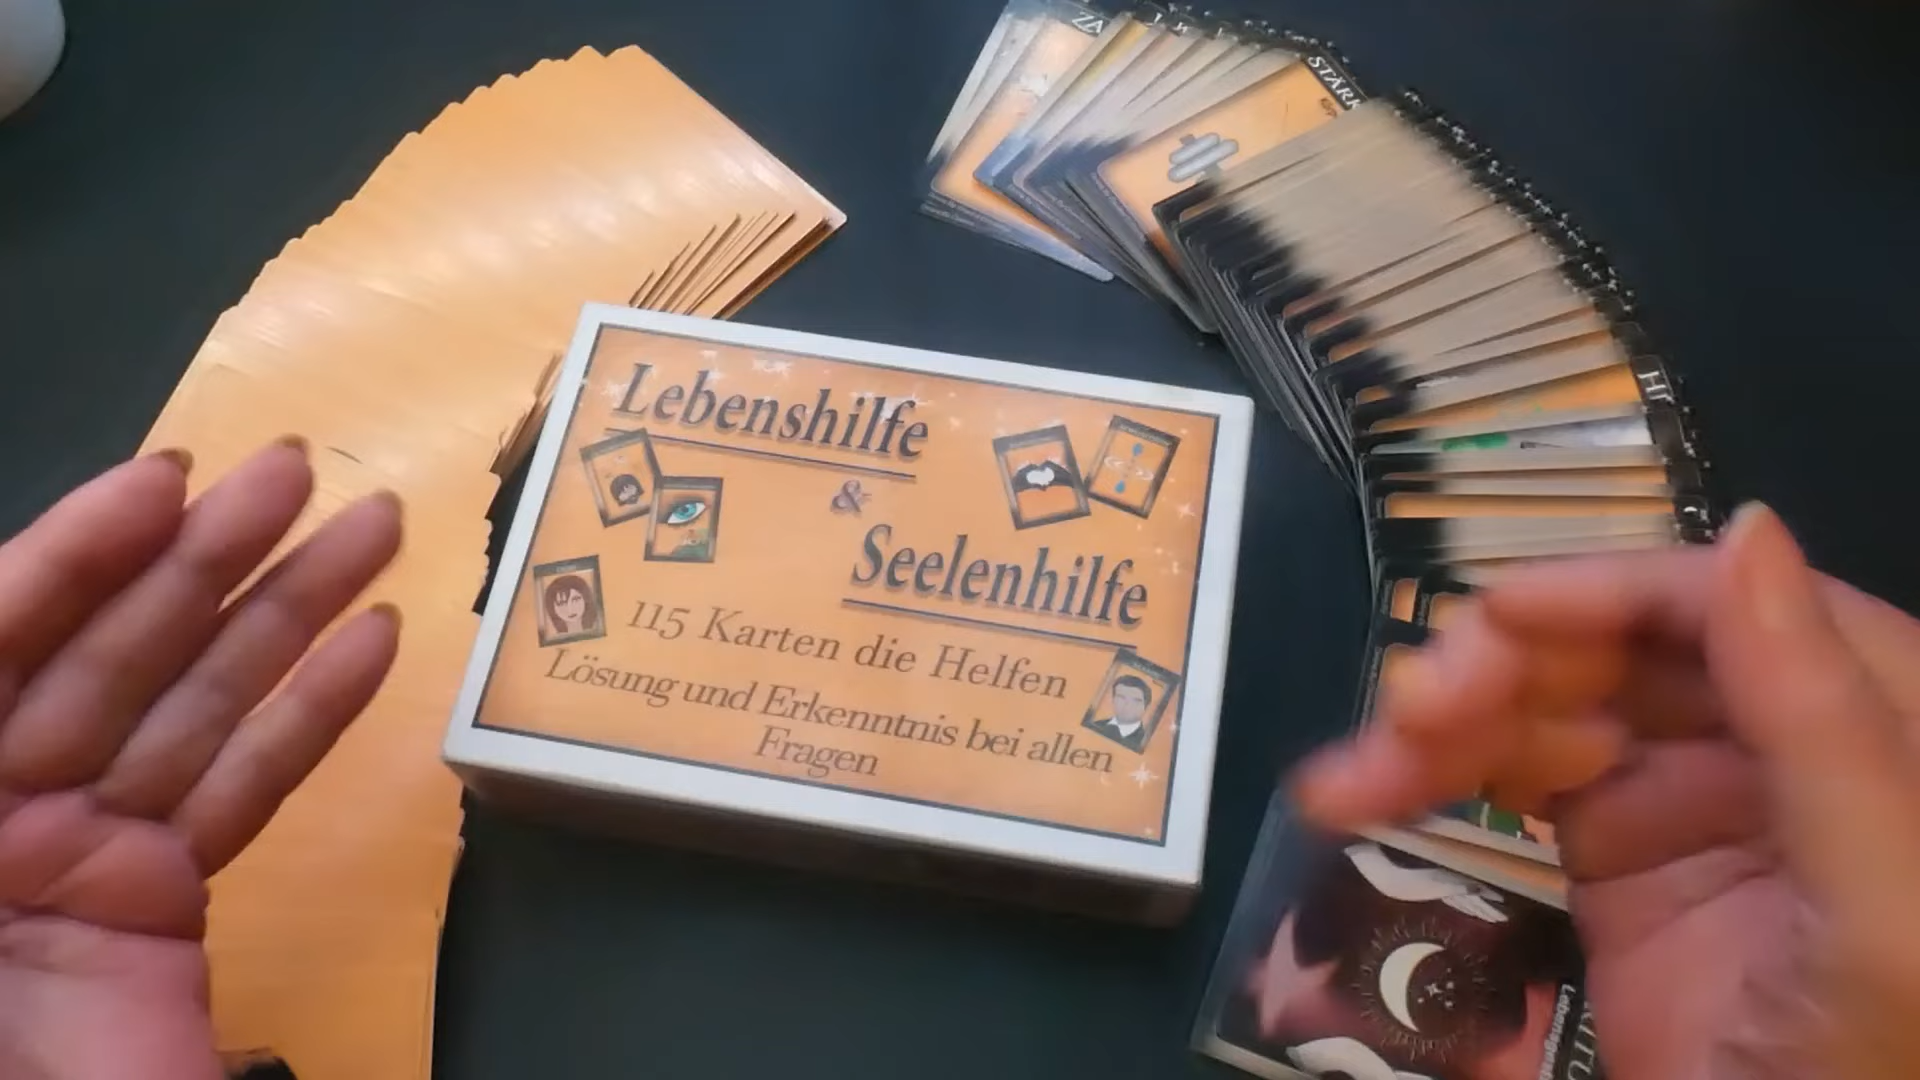 Lebenshilfe
&
Seelenhilfe
115 Karten die Helfen
Lösung und Erkenntnis bei allen
Fragen